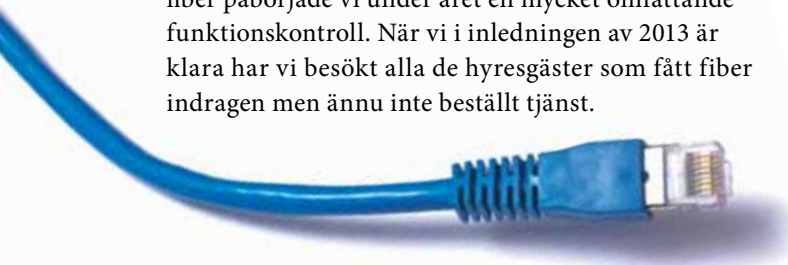 fiber påbörjade vi under året en mycket omfattande
funktionskontroll. När vi i inledningen av 2013 är
klara har vi besökt alla de hyresgäster som fått fiber
indragen men ännu inte beställt tjänst.